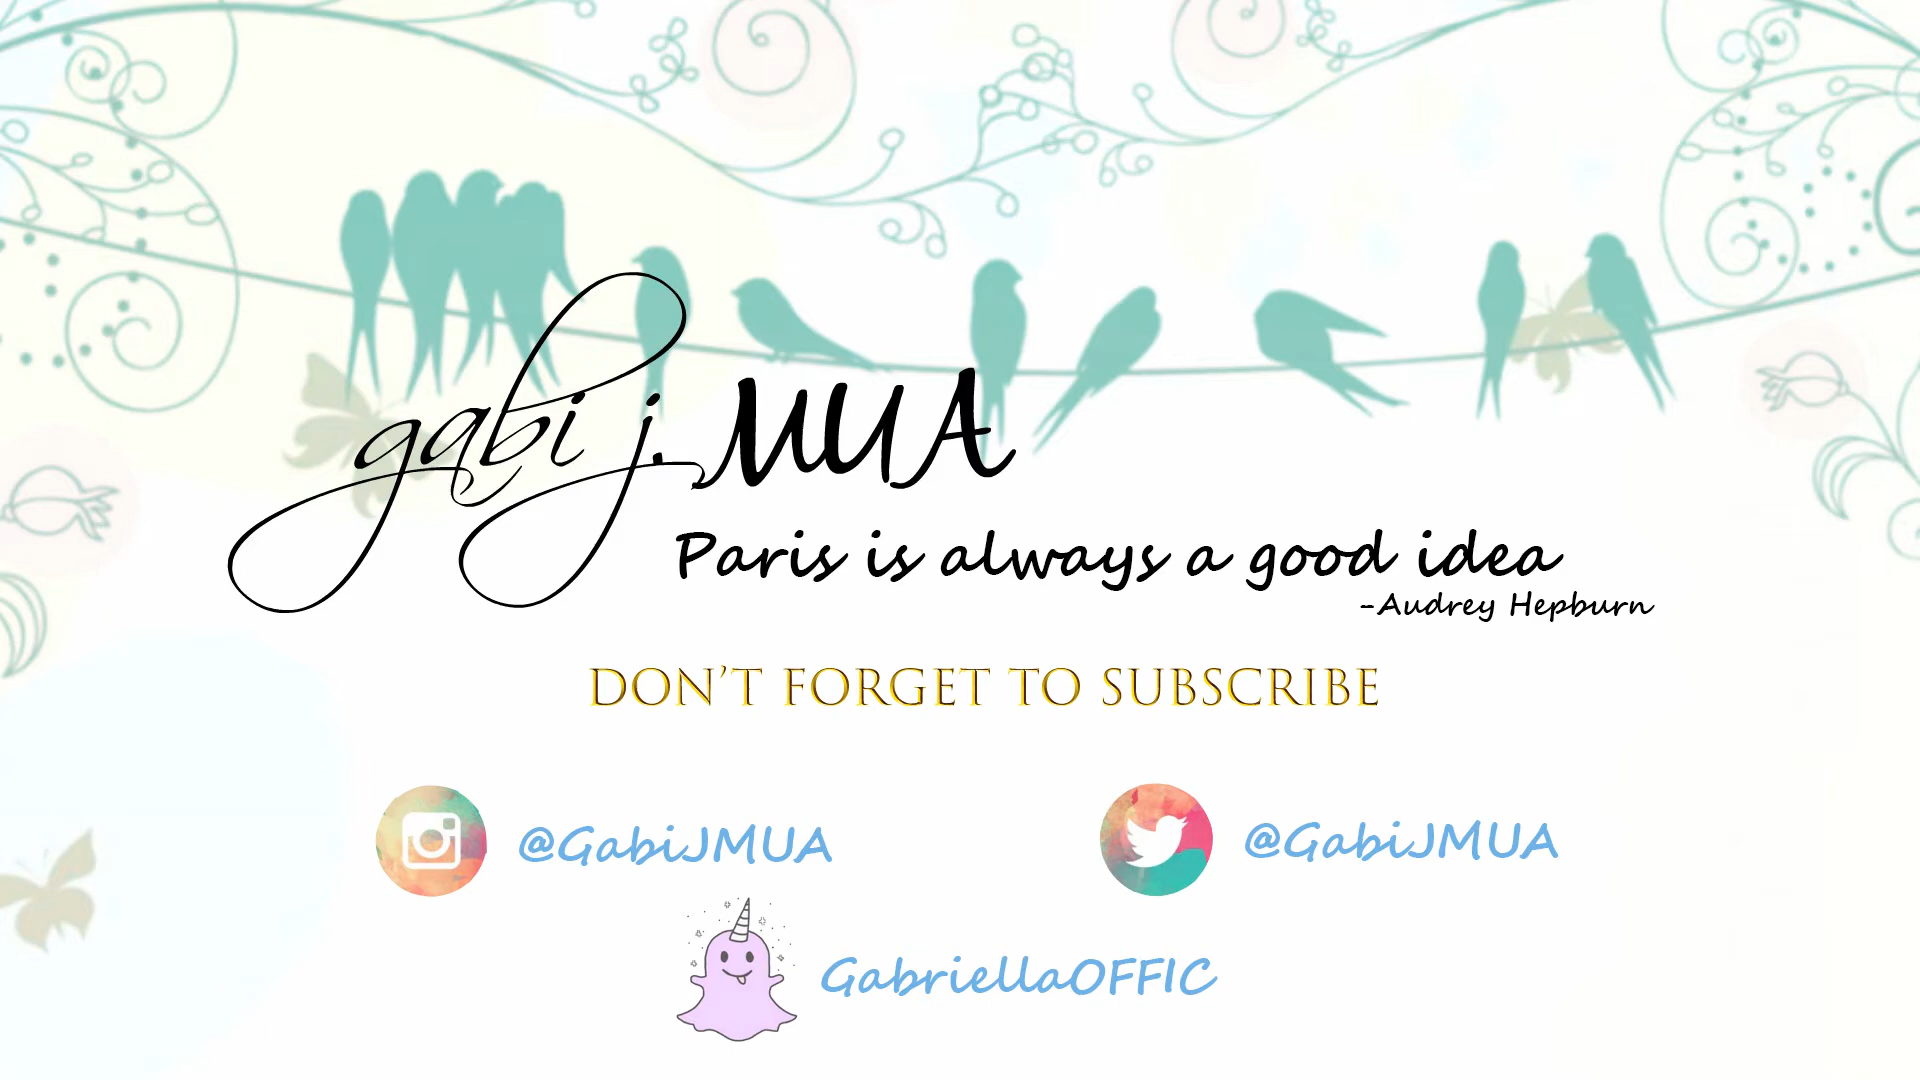 gabi j. MUA
Paris is always a good idea
-Audrey Hepburn
DON'T FORGET TO SUBSCRIBE
@GabiJMUA
@GabiJMUA
GabriellaOFFIC